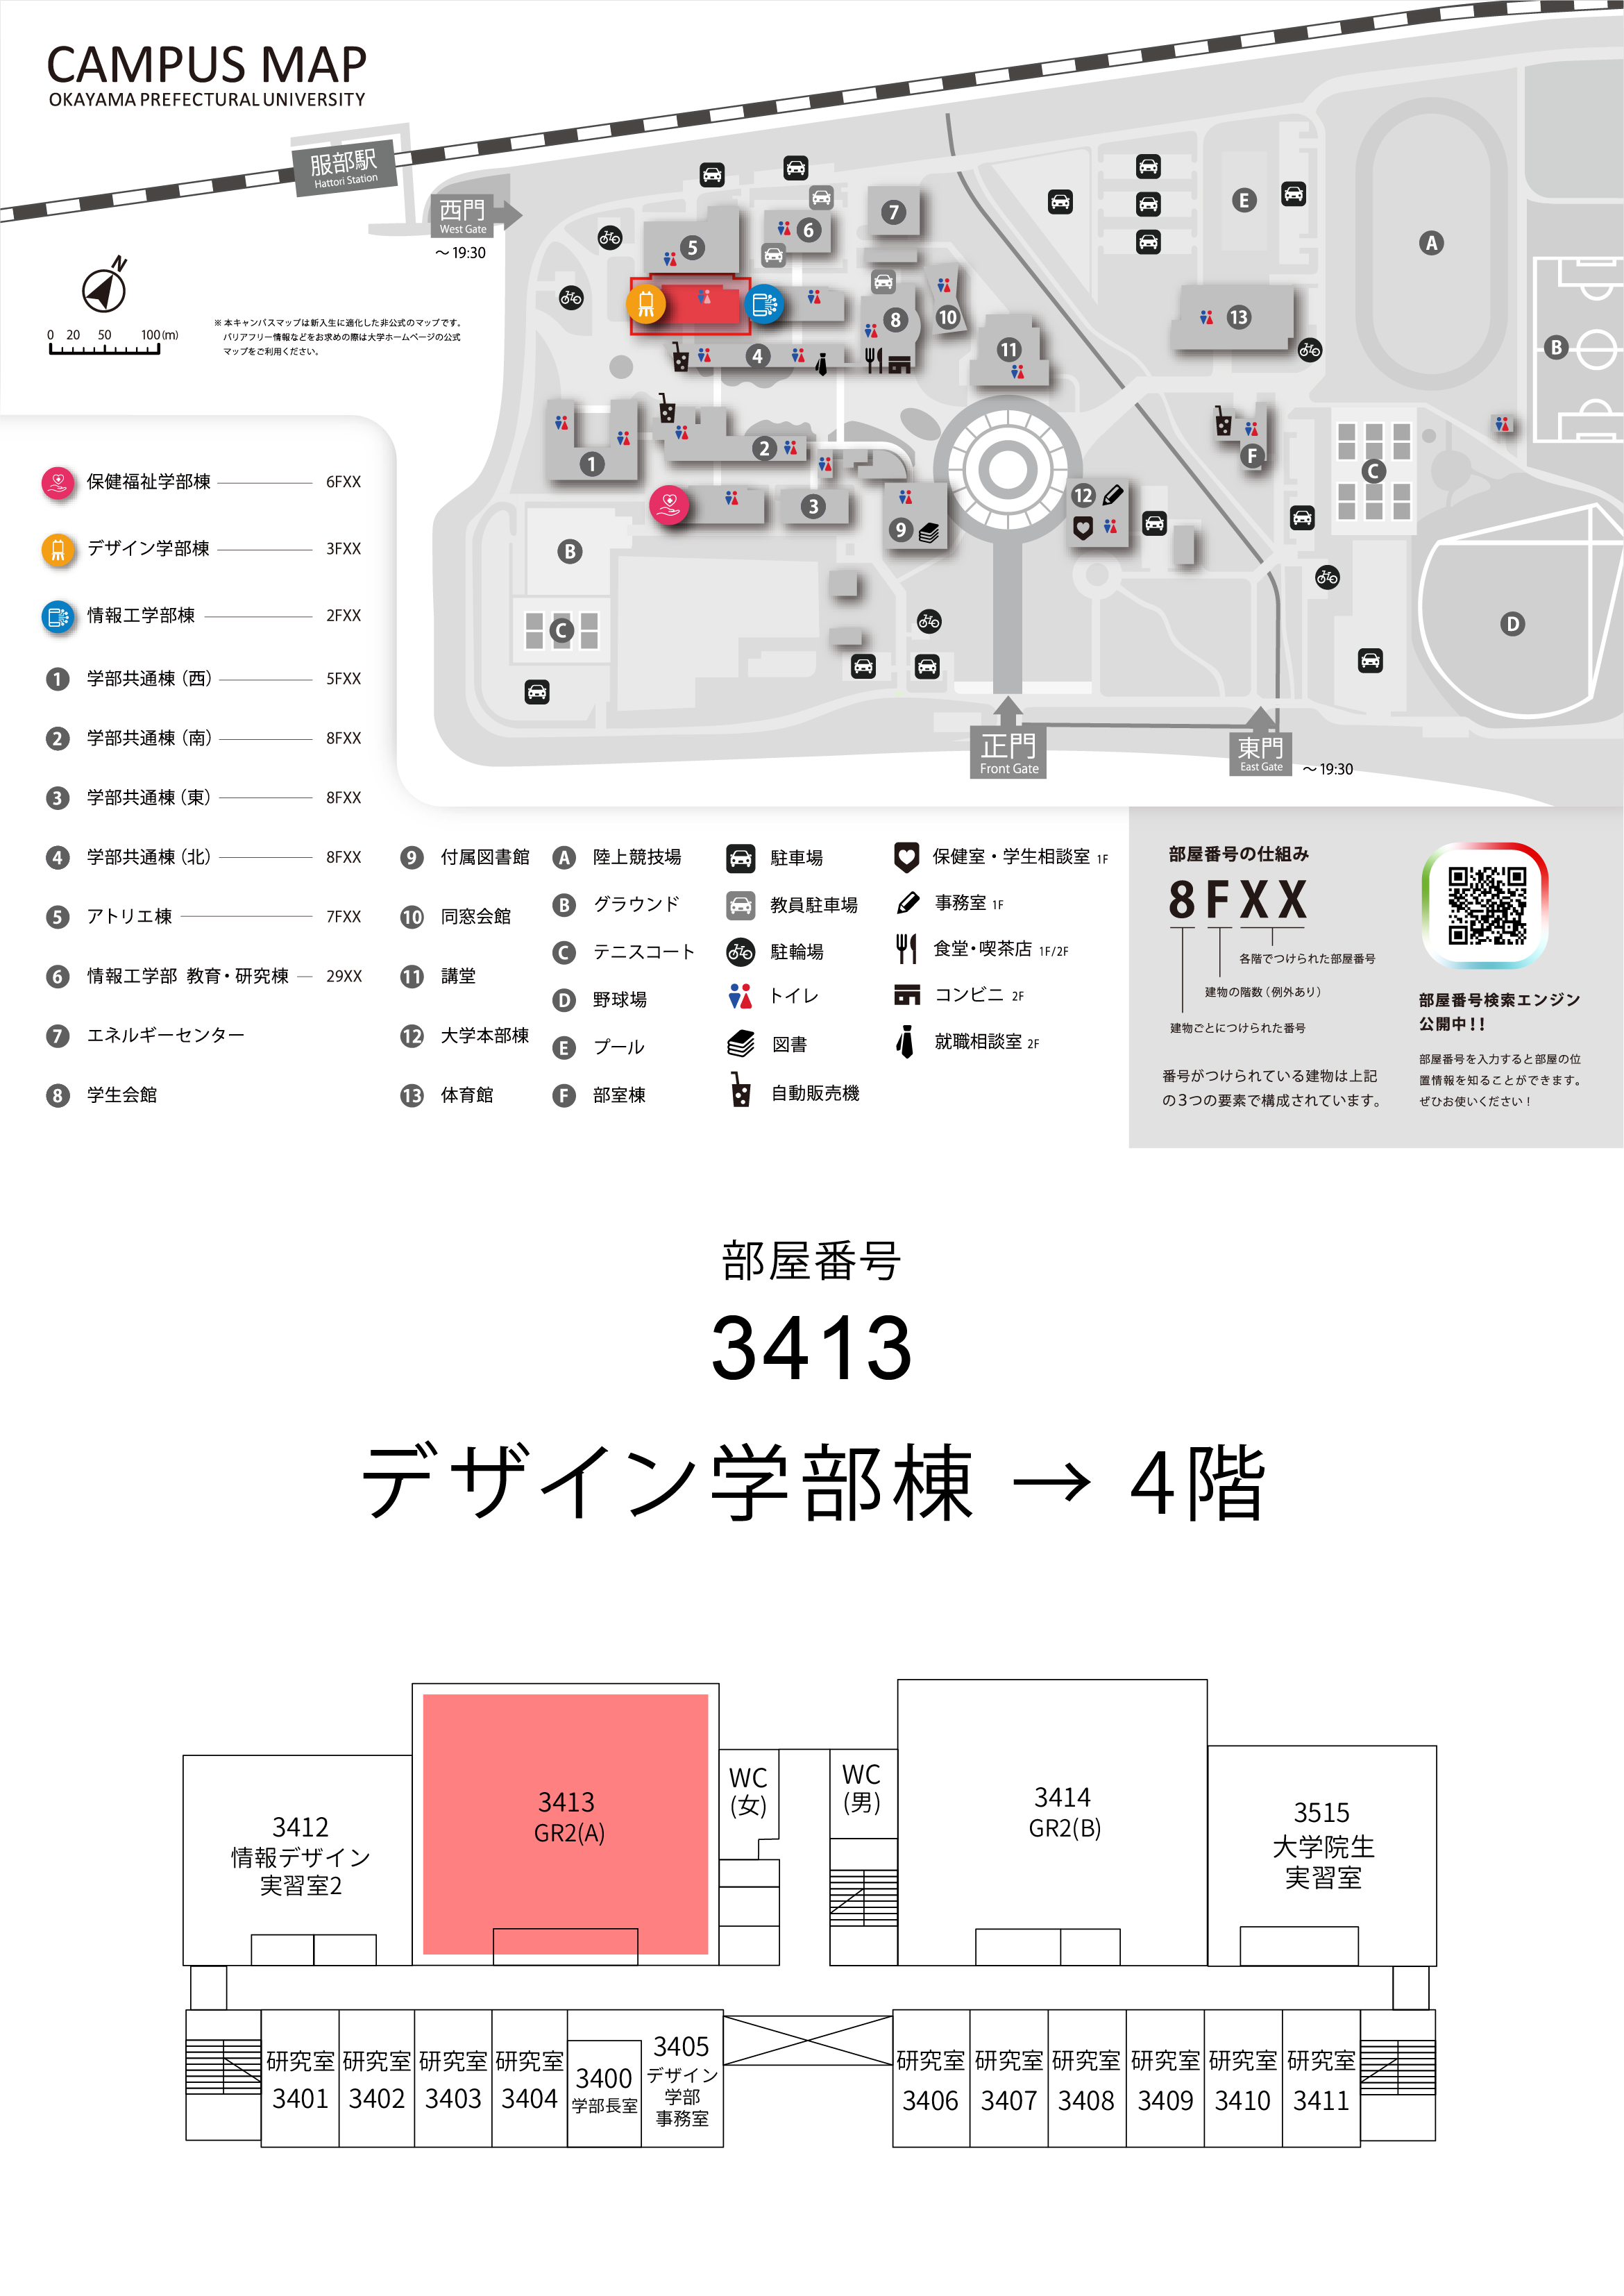 CAMPUS MAP
OKAYAMA PREFECTURAL UNIVERSITY
服部駅
Hattori Station
西門
West Gate
～19:30
N
0 20 50 100(m)
※ 本キャンパスマップは新入生に適化した非公式のマップです。
バリアフリー情報などをお求めの際は大学ホームページの公式
マップをご利用ください。
5
6
7
8
10
4
11
13
E
A
B
1
2
3
9
12
F
C
B
C
D
正門
Front Gate
東門
East Gate
～19:30
保健福祉学部棟 6FXX
デザイン学部棟 3FXX
情報工学部棟 2FXX
1 学部共通棟（西） 5FXX
2 学部共通棟（南） 8FXX
3 学部共通棟（東） 8FXX
4 学部共通棟（北） 8FXX
5 アトリエ棟 7FXX
6 情報工学部 教育・研究棟 29XX
7 エネルギーセンター
8 学生会館
9 付属図書館
10 同窓会館
11 講堂
12 大学本部棟
13 体育館
A 陸上競技場
B グラウンド
C テニスコート
D 野球場
E プール
F 部室棟
駐車場
教員駐車場
駐輪場
トイレ
図書
自動販売機
保健室・学生相談室 1F
事務室 1F
食堂・喫茶店 1F/2F
コンビニ 2F
就職相談室 2F
部屋番号の仕組み
8FXX
各階でつけられた部屋番号
建物の階数（例外あり）
建物ごとにつけられた番号
番号がつけられている建物は上記
の3つの要素で構成されています。
部屋番号検索エンジン
公開中！！
部屋番号を入力すると部屋の位
置情報を知ることができます。
ぜひお使いください！
部屋番号
3413
デザイン学部棟 → 4階
3412
情報デザイン
実習室2
3413
GR2(A)
WC
(女)
WC
(男)
3414
GR2(B)
3515
大学院生
実習室
研究室
3401
研究室
3402
研究室
3403
研究室
3404
3400
学部長室
3405
デザイン
学部
事務室
研究室
3406
研究室
3407
研究室
3408
研究室
3409
研究室
3410
研究室
3411